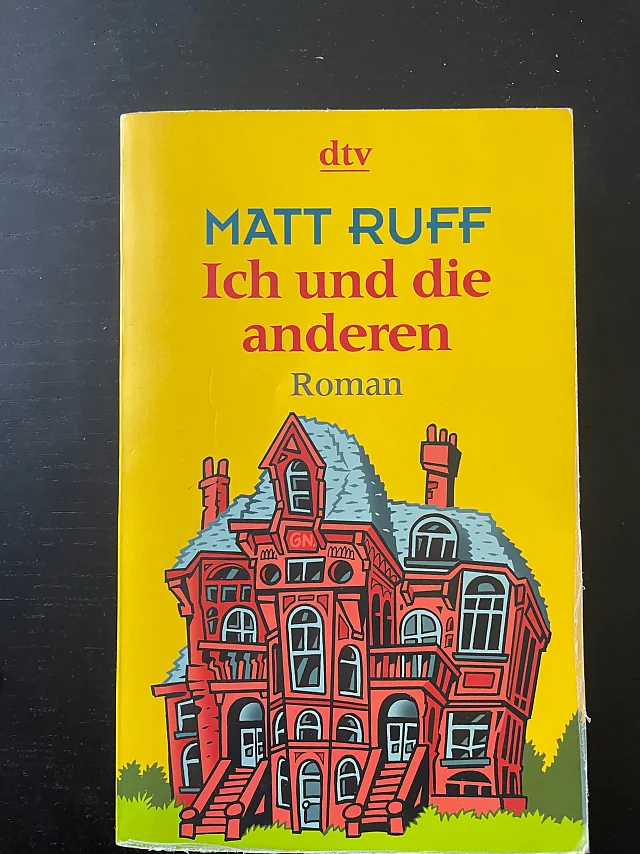 dtv
MATT RUFF
Ich und die
anderen
Roman
GN